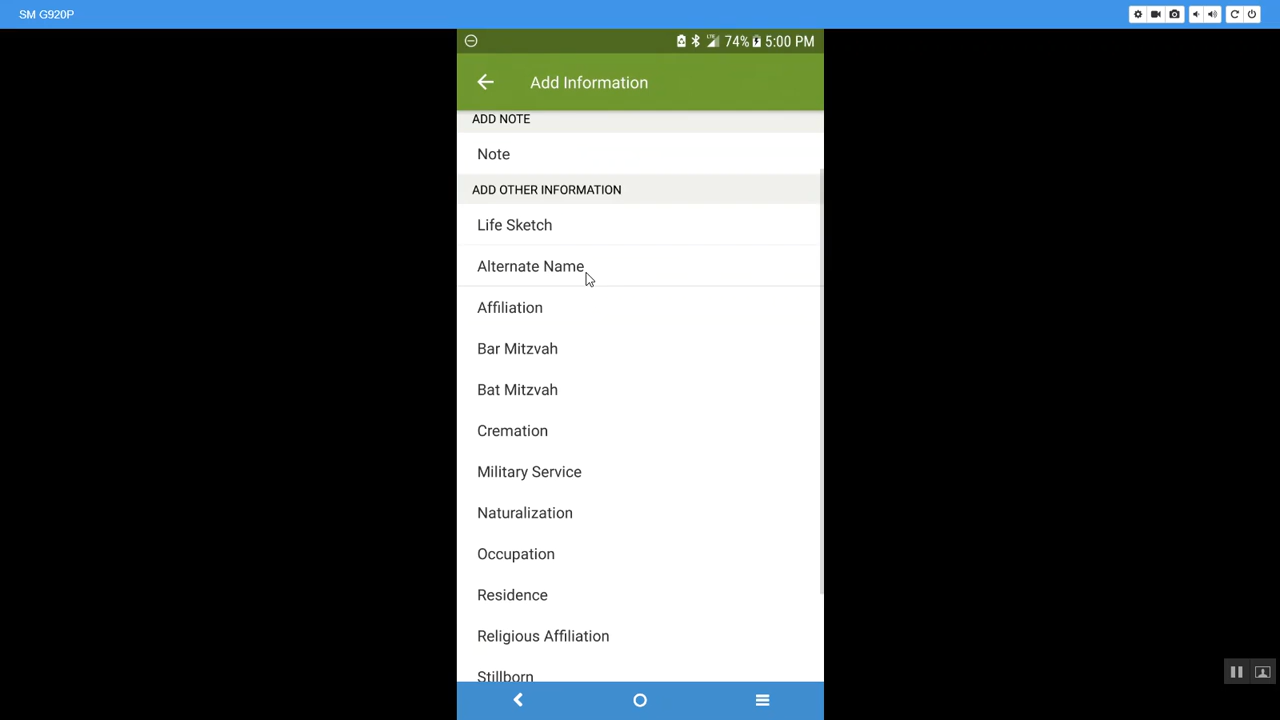 SM G920P
LTE 74% 5:00 PM
Add Information
ADD NOTE
Note
ADD OTHER INFORMATION
Life Sketch
Alternate Name
Affiliation
Bar Mitzvah
Bat Mitzvah
Cremation
Military Service
Naturalization
Occupation
Residence
Religious Affiliation
Stillborn